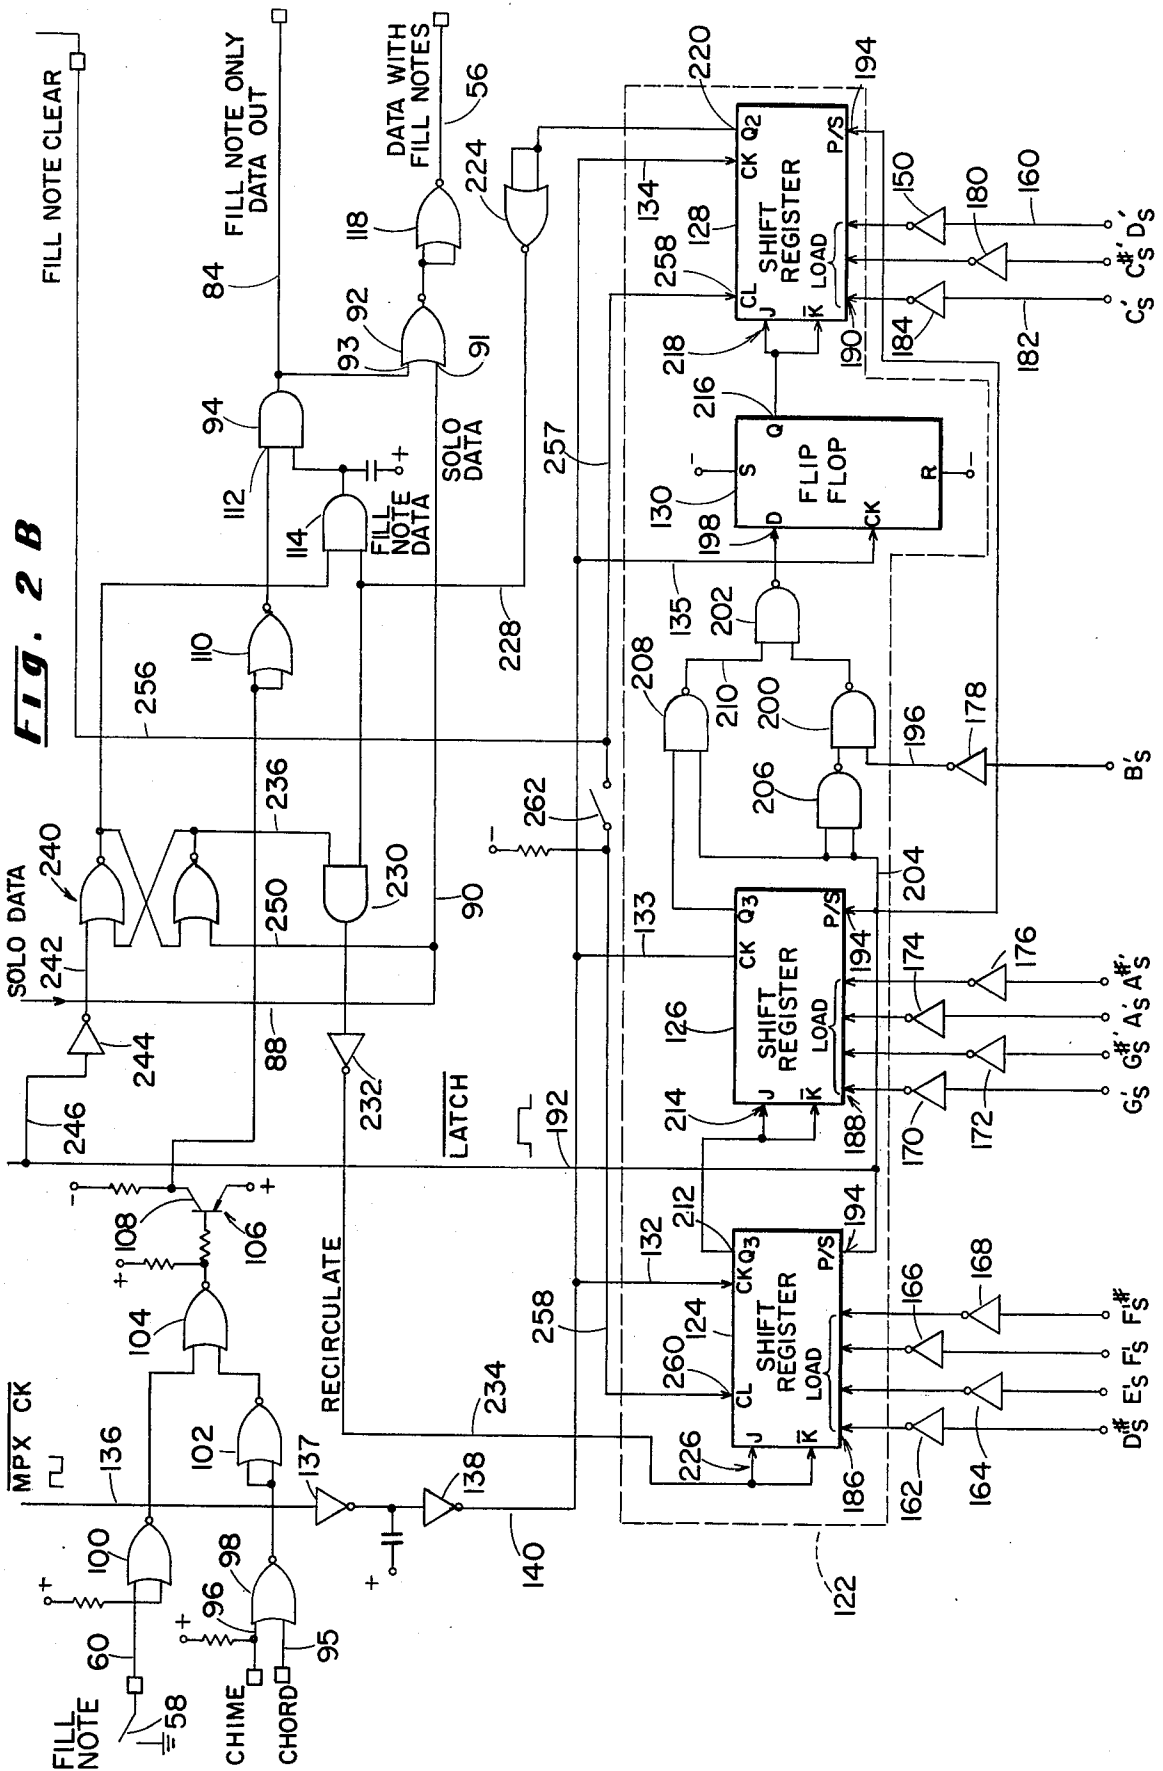 Fig. 2 B
FILL NOTE
58
60
100
136
MPX CK
246
244
242
SOLO DATA
240
256
FILL NOTE CLEAR
CHIME
CHORD
96
95
98
102
104
108
106
88
250
236
110
112
94
84
FILL NOTE ONLY
DATA OUT
137
138
140
RECIRCULATE
232
230
90
114
FILL
NOTE
DATA
SOLO
DATA
93
92
91
118
DATA WITH
FILL NOTES
56
224
228
234
LATCH
192
258
262
257
122
226
260
132
212
214
133
208
210
135
198
130
216
218
258
134
220
124
126
206
200
202
128
J
K
CL
CK
Q3
SHIFT
REGISTER
LOAD
P/S
194
J
K
CK
Q3
SHIFT
REGISTER
LOAD
P/S
194
204
D
S
Q
FLIP
FLOP
CK
R
J
K
CL
CK
Q2
SHIFT
REGISTER
LOAD
P/S
194
186
162
164
166
168
188
170
172
174
176
196
178
190
184
182
180
150
160
D#'S
E'S
F'S
F#'S
G'S
G#'S
A'S
A#'S
B'S
C'S
C#'S
D'S